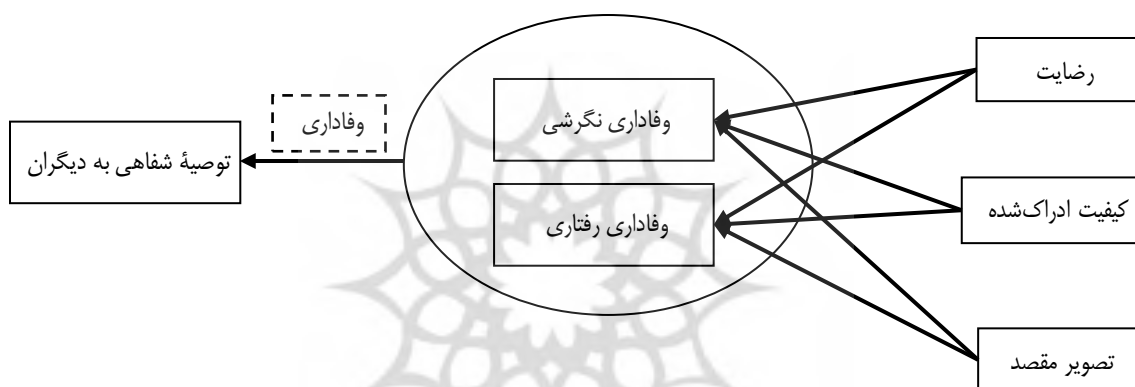 رضایت
وفاداری نگرشی
وفاداری
توصیهٔ شفاهی به دیگران
کیفیت ادراک‌شده
وفاداری رفتاری
تصویر مقصد